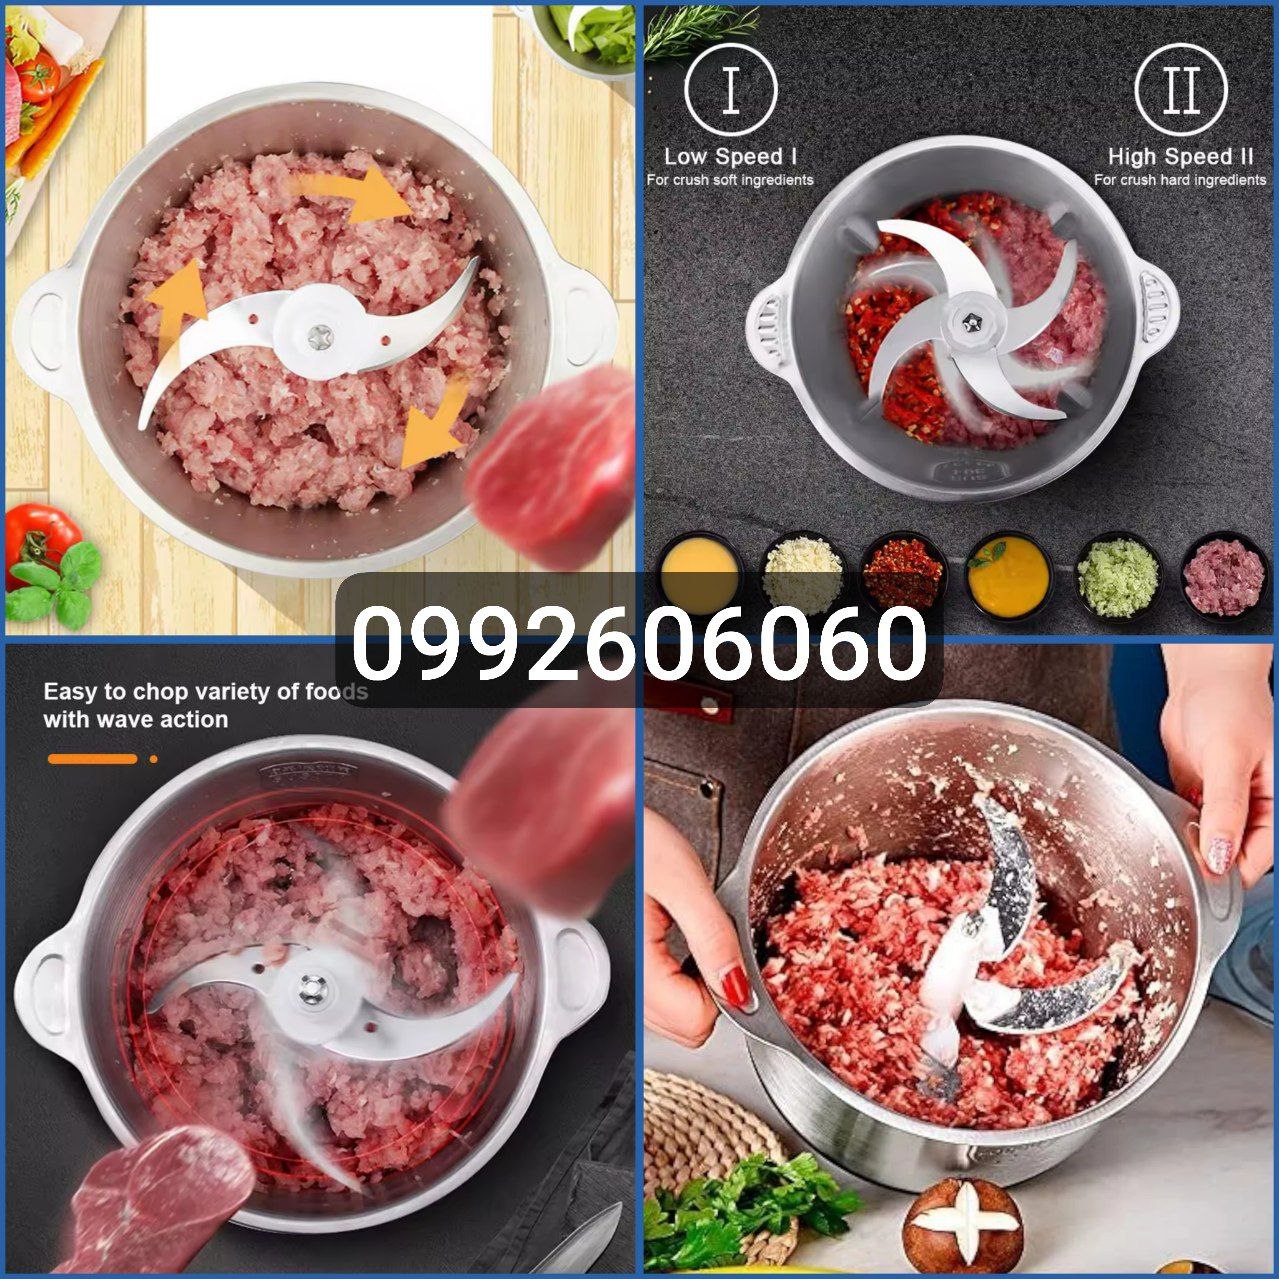 I
II
Low Speed I
For crush soft ingredients
High Speed II
For crush hard ingredients
0992606060
Easy to chop variety of foods
with wave action